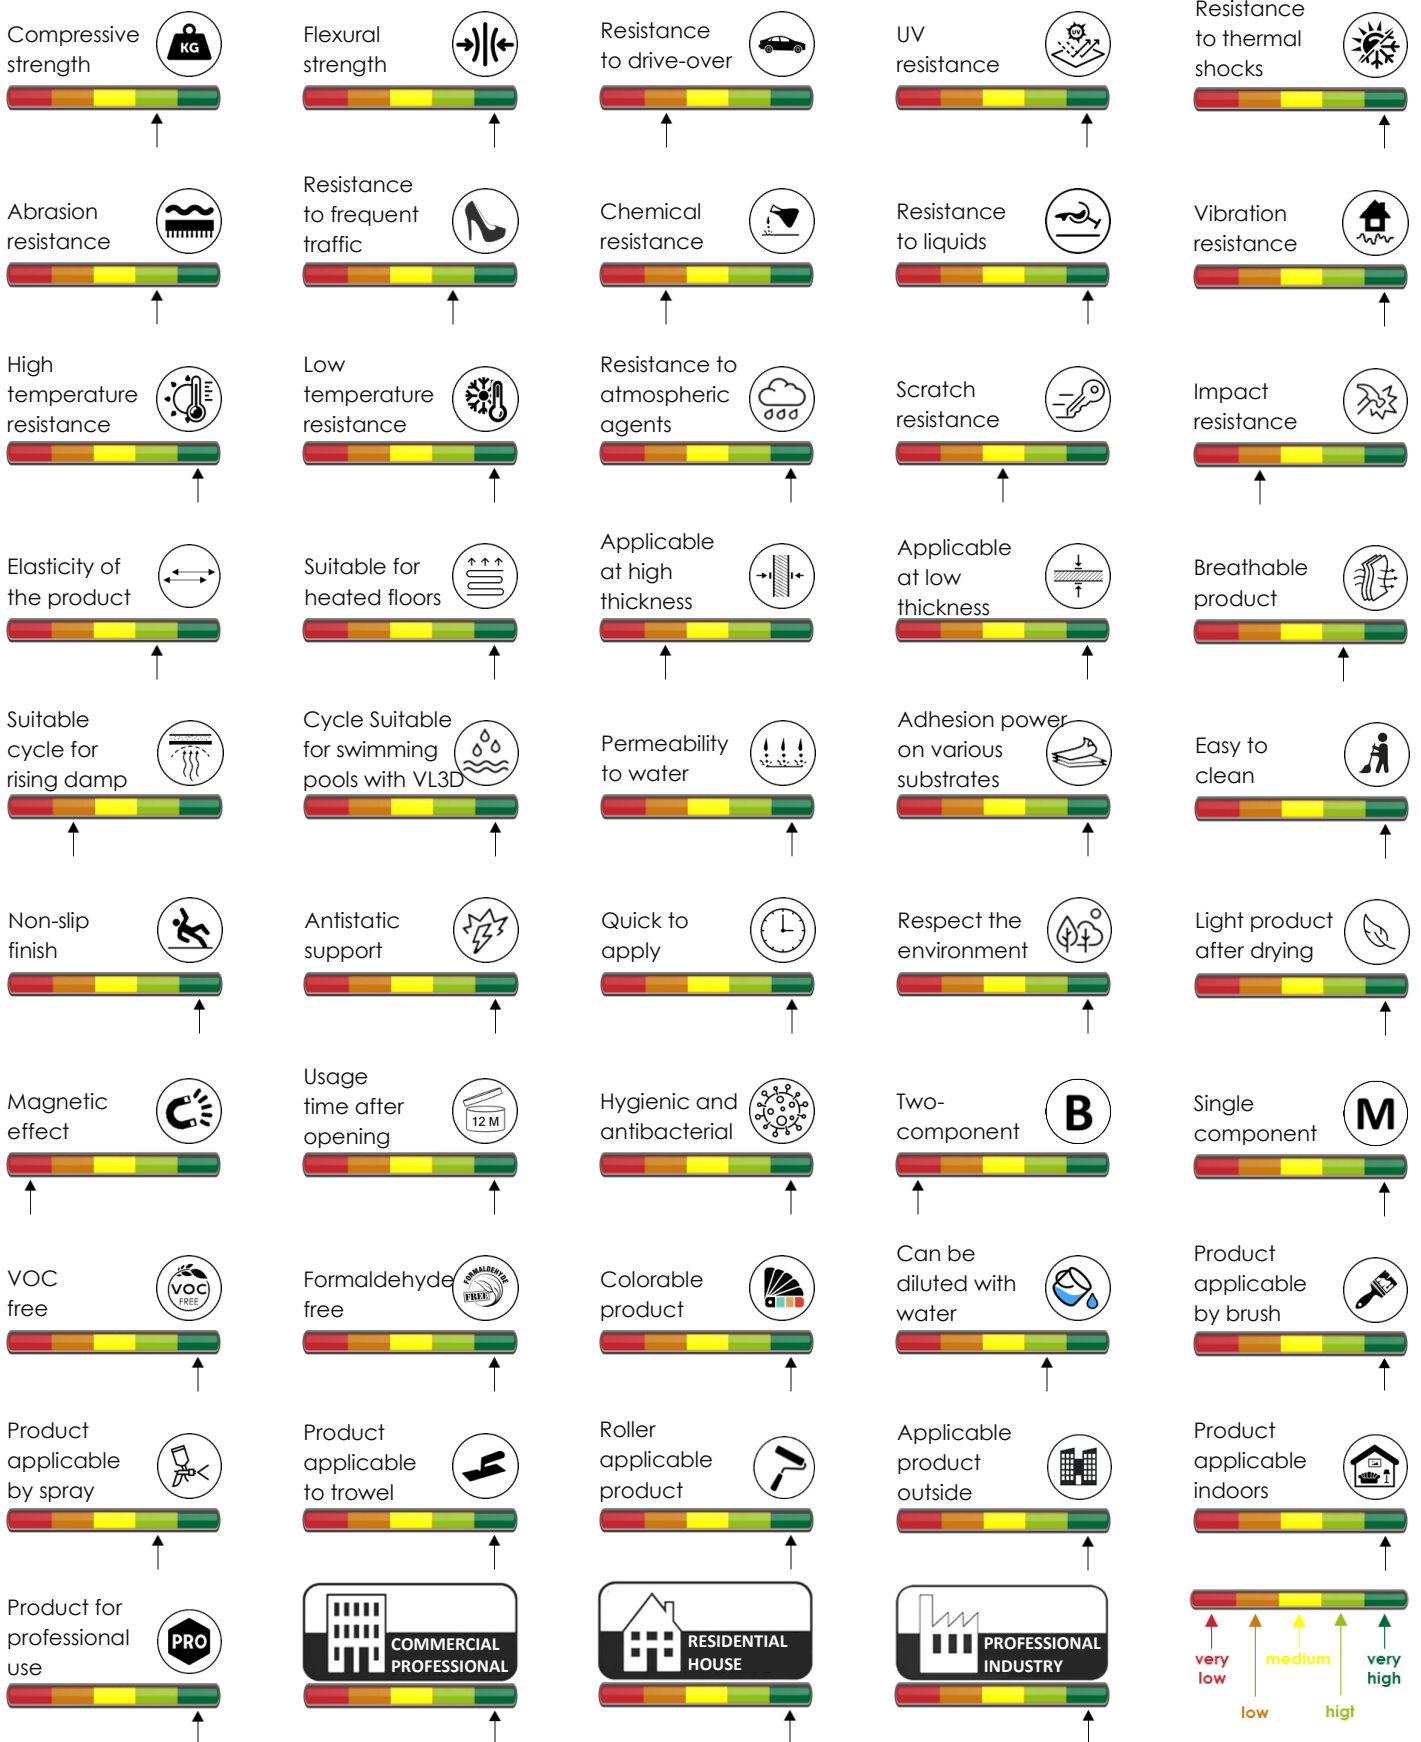 Compressive
strength
KG
Flexural
strength
Resistance
to drive-over
UV
resistance
UV
Resistance
to thermal
shocks
Abrasion
resistance
Resistance
to frequent
traffic
Chemical
resistance
Resistance
to liquids
Vibration
resistance
High
temperature
resistance
Low
temperature
resistance
Resistance to
atmospheric
agents
Scratch
resistance
Impact
resistance
Elasticity of
the product
Suitable for
heated floors
Applicable
at high
thickness
Applicable
at low
thickness
Breathable
product
Suitable
cycle for
rising damp
Cycle Suitable
for swimming
pools with VL3D
Permeability
to water
Adhesion power
on various
substrates
Easy to
clean
Non-slip
finish
Antistatic
support
Quick to
apply
Respect the
environment
Light product
after drying
Magnetic
effect
Usage
time after
opening
12 M
Hygienic and
antibacterial
Two-
component
B
Single
component
M
VOC
free
VOC
FREE
Formaldehyde
free
FORMALDEHYDE
FREE
Colorable
product
Can be
diluted with
water
Product
applicable
by brush
Product
applicable
by spray
Product
applicable
to trowel
Roller
applicable
product
Applicable
product
outside
Product
applicable
indoors
Product for
professional
use
PRO
COMMERCIAL
PROFESSIONAL
RESIDENTIAL
HOUSE
PROFESSIONAL
INDUSTRY
very
low
low
medium
higt
very
high